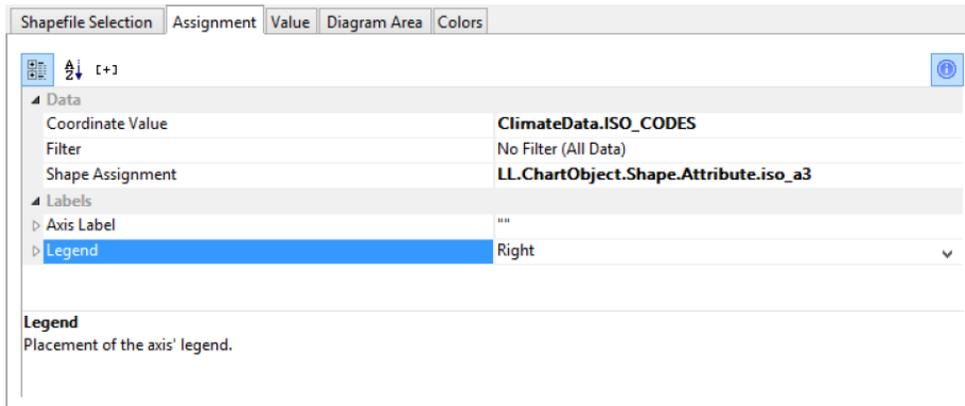 Shapefile Selection Assignment Value Diagram Area Colors
A Z [+]
Data
Coordinate Value ClimateData.ISO_CODES
Filter No Filter (All Data)
Shape Assignment LL.ChartObject.Shape.Attribute.iso_a3
Labels
Axis Label ""
Legend Right
Legend
Placement of the axis' legend.